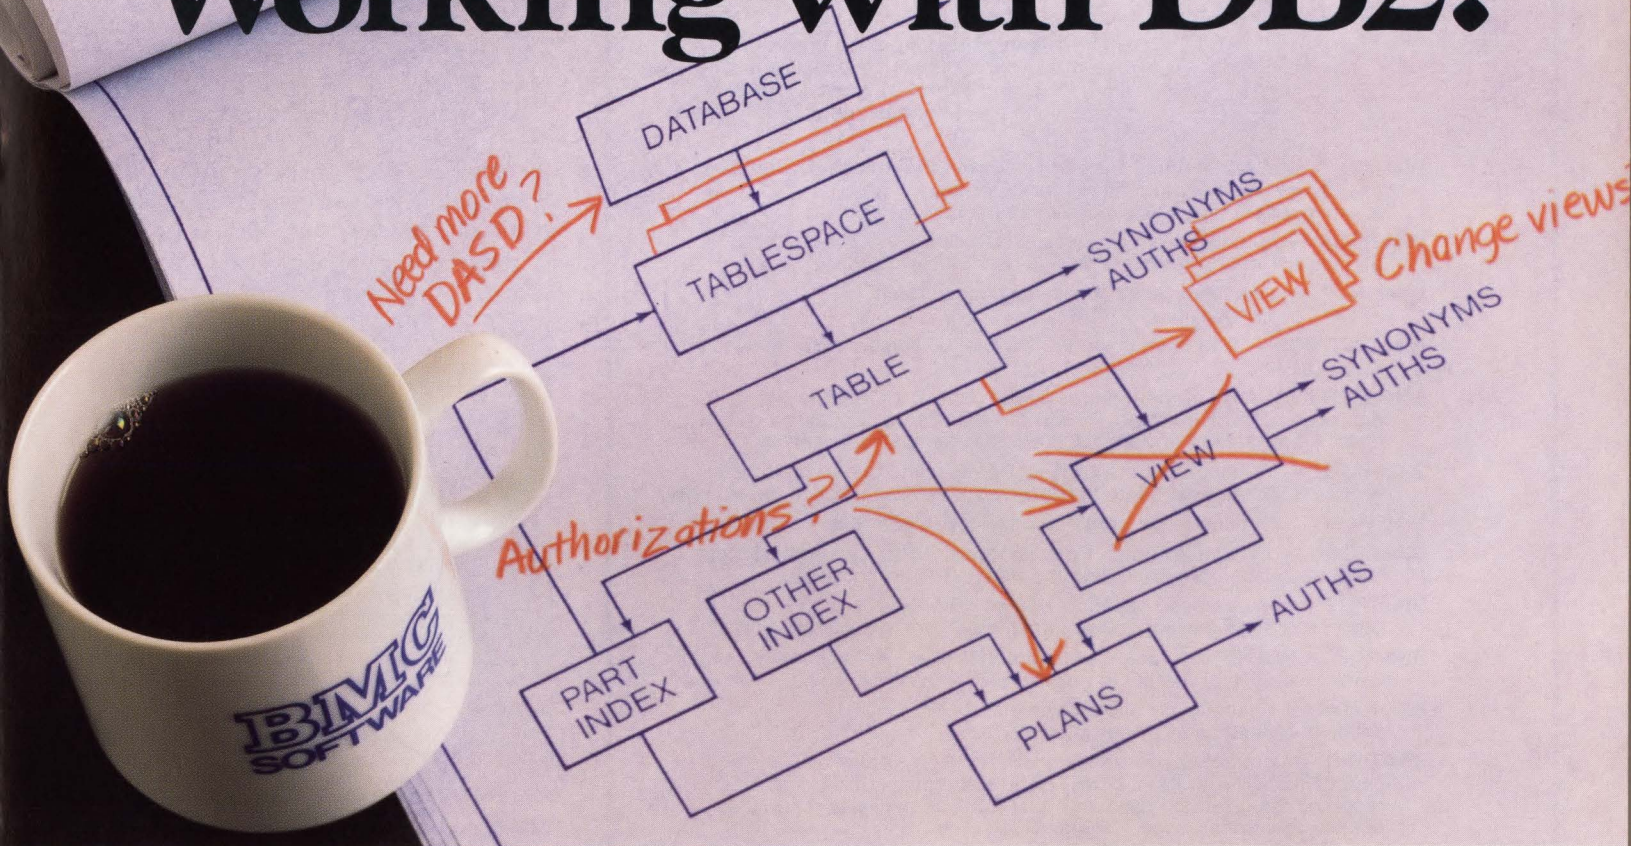 Working with DB2?
DATABASE
Need more
DASD?
TABLESPACE
SYNONYMS
AUTHS
VIEW
Change views
TABLE
SYNONYMS
AUTHS
VIEW
Authorizations?
OTHER
INDEX
AUTHS
PART
INDEX
PLANS
BMC
SOFTWARE